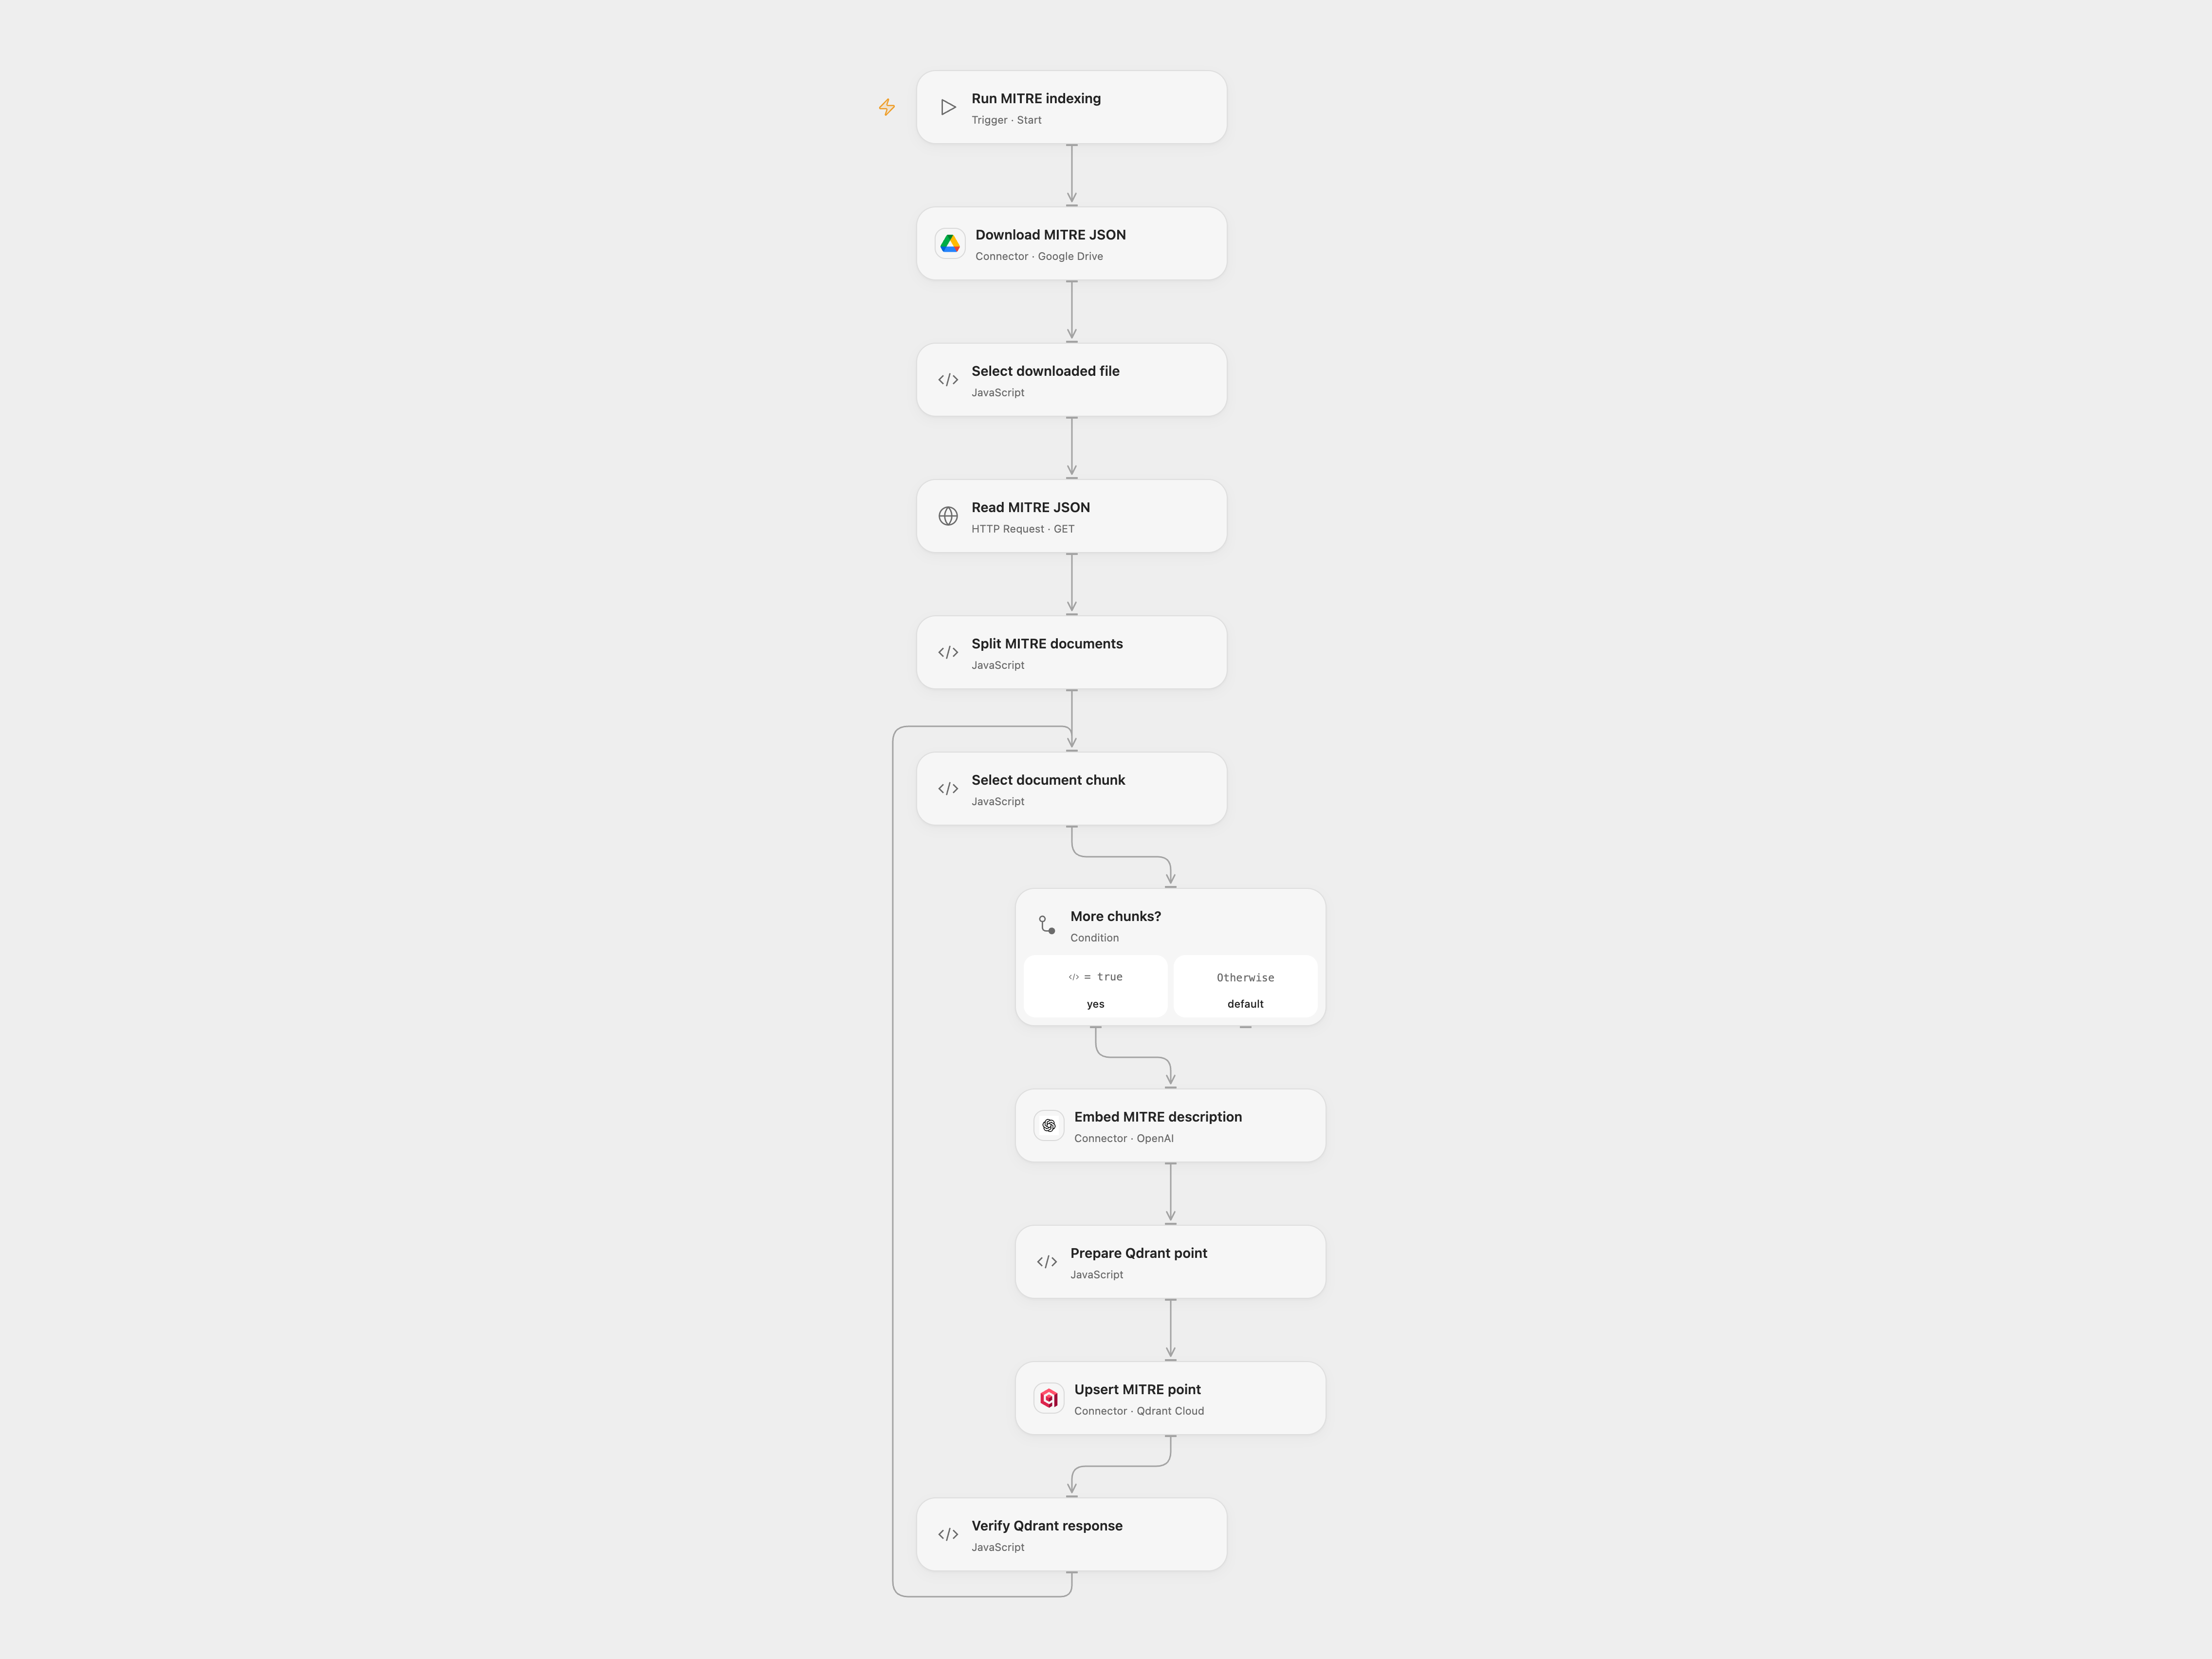 Run MITRE indexing
Trigger · Start
Download MITRE JSON
Connector · Google Drive
Select downloaded file
JavaScript
Read MITRE JSON
HTTP Request · GET
Split MITRE documents
JavaScript
Select document chunk
JavaScript
More chunks?
Condition
</> = true
yes
Otherwise
default
Embed MITRE description
Connector · OpenAI
Prepare Qdrant point
JavaScript
Upsert MITRE point
Connector · Qdrant Cloud
Verify Qdrant response
JavaScript